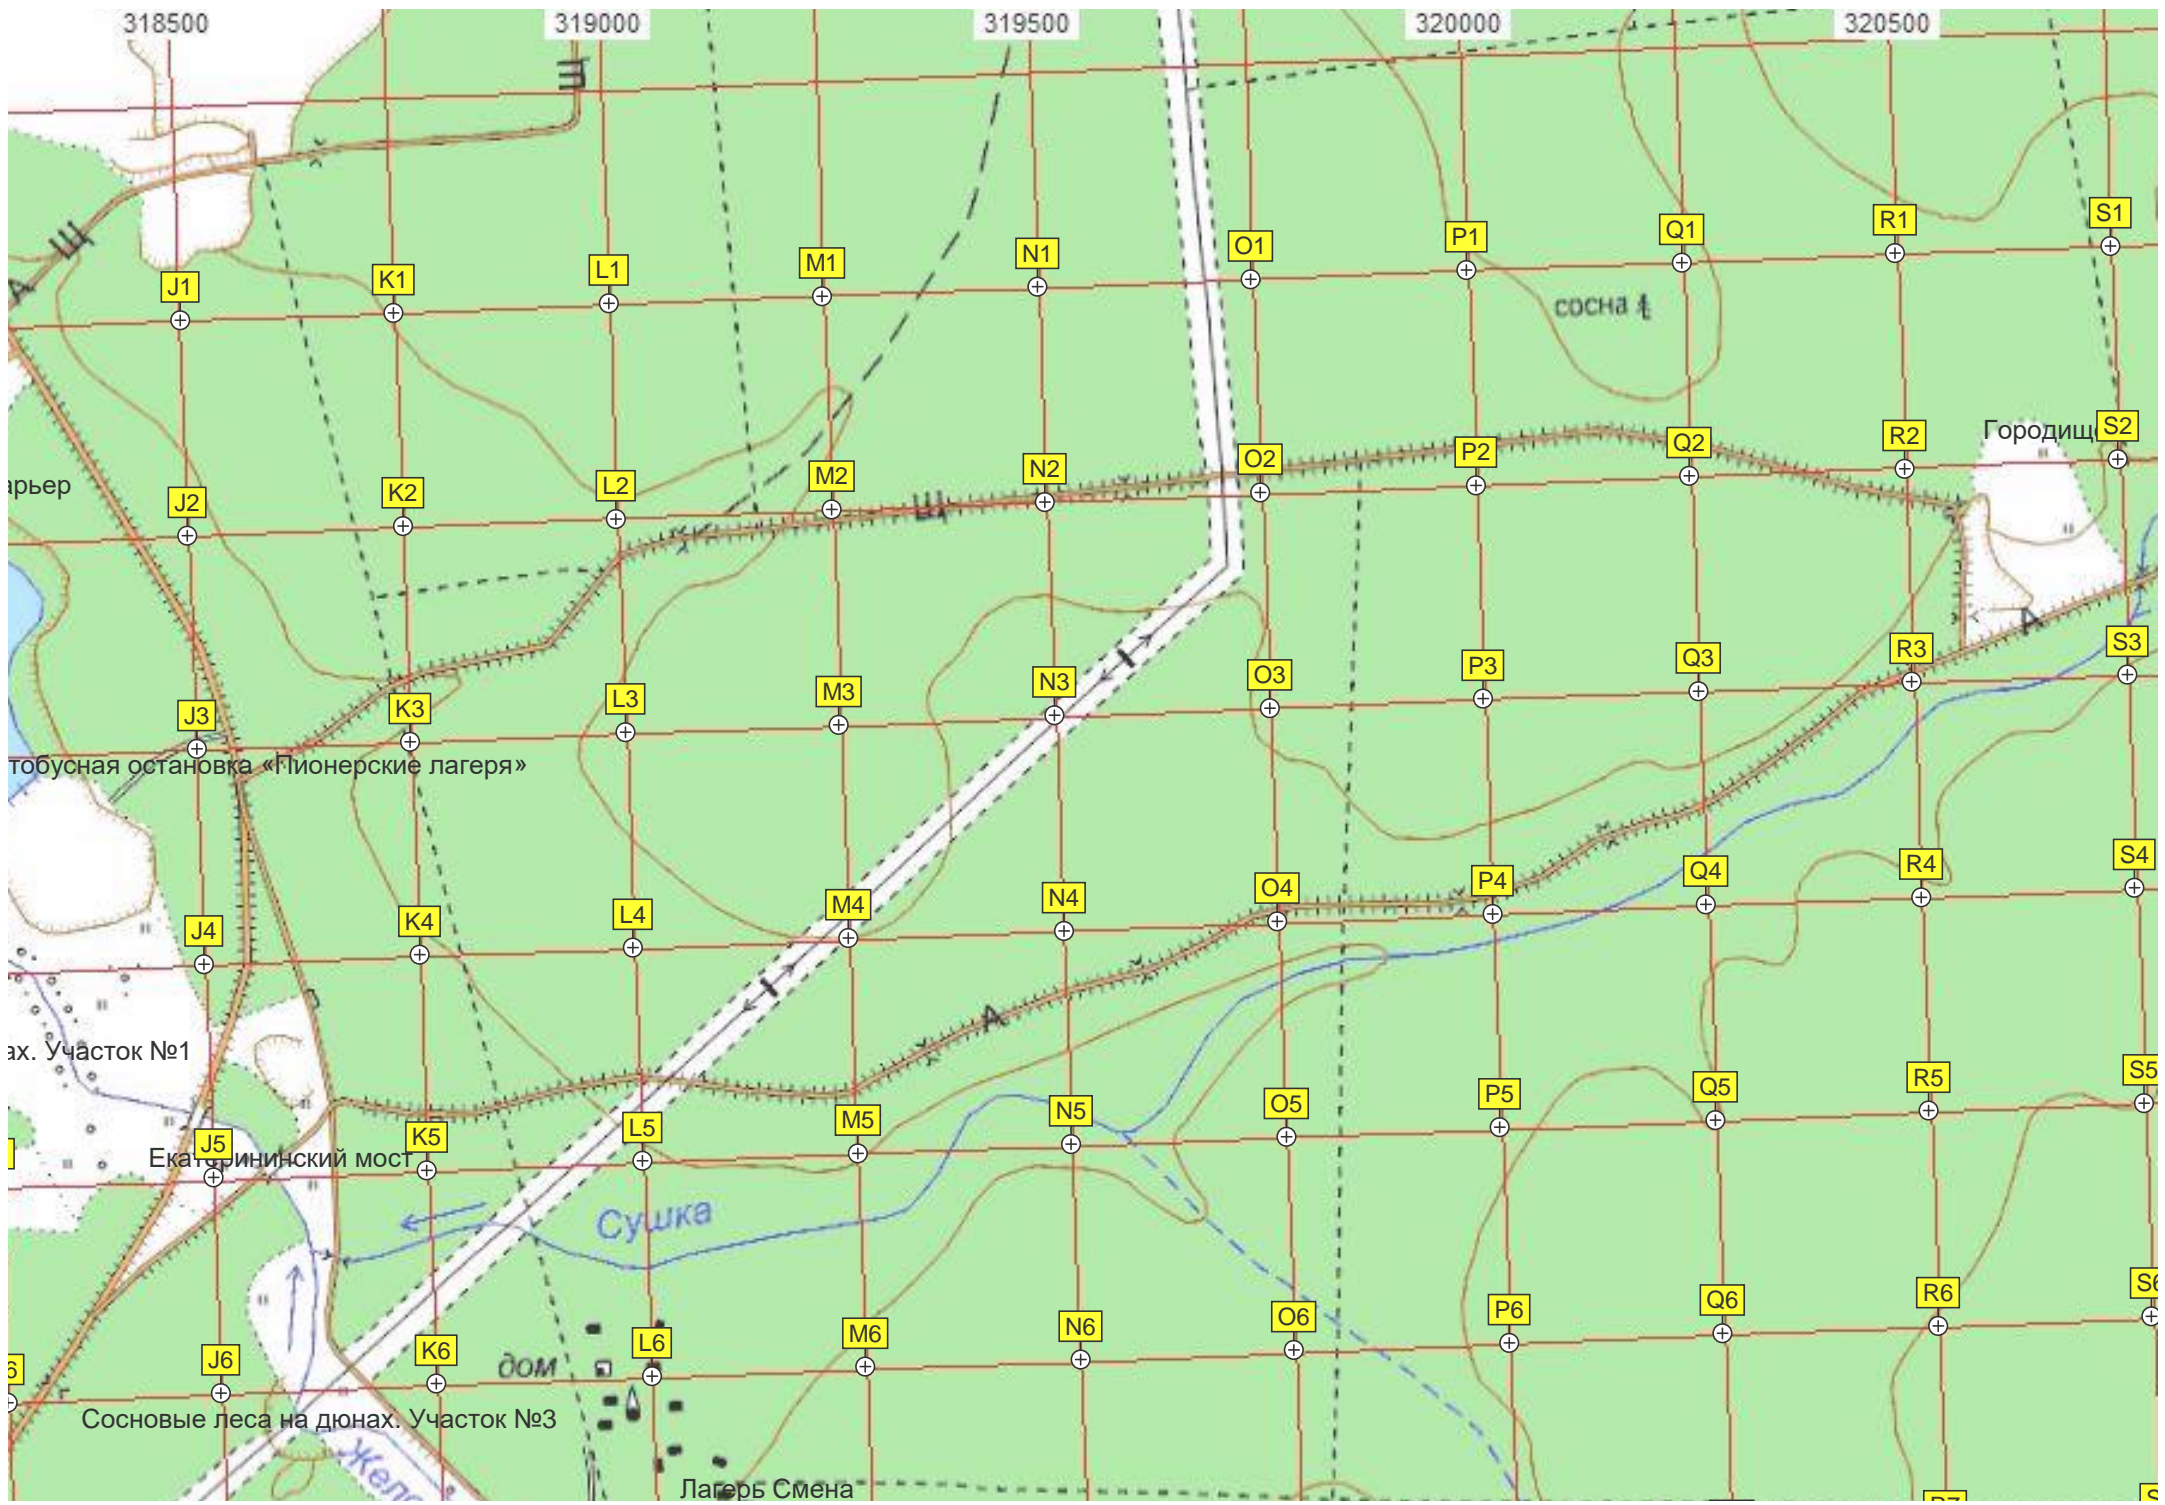 318500 319000 319500 320000 320500
Щ
Щ
А
J1 K1 L1 M1 N1 O1 P1 Q1 R1 S1
сосна
Городищ
арьер
J2 K2 L2 M2 N2 O2 P2 Q2 R2 S2
Щ
А
J3 K3 L3 M3 N3 O3 P3 Q3 R3 S3
тобусная остановка «Пионерские лагеря»
J4 K4 L4 M4 N4 O4 P4 Q4 R4 S4
А
ах. Участок №1
J5 K5 L5 M5 N5 O5 P5 Q5 R5 S5
Екатерининский мост
Сушка
6 J6 K6 L6 M6 N6 O6 P6 Q6 R6 S6
дом
Сосновые леса на дюнах. Участок №3
Жело
Лагерь Смена
R7